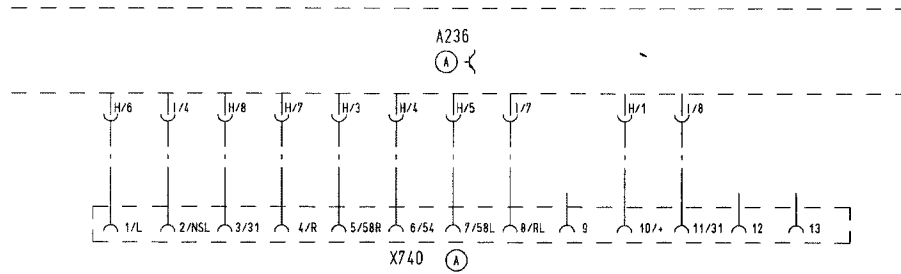 A236
A
H/6 I/4 H/8 H/7 H/3 H/4 H/5 I/7 H/1 I/8
1/L 2/NSL 3/31 4/R 5/58R 6/54 7/58L 8/RL 9 10/+ 11/31 12 13
X740 A